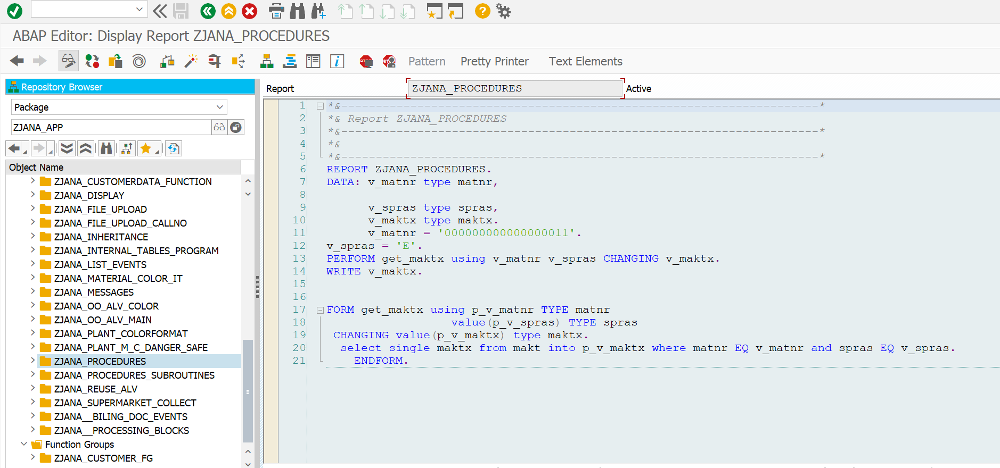 ABAP Editor: Display Report ZJANA_PROCEDURES
Pattern Pretty Printer Text Elements
Repository Browser
Package
ZJANA_APP
Object Name
ZJANA_CUSTOMERDATA_FUNCTION
ZJANA_DISPLAY
ZJANA_FILE_UPLOAD
ZJANA_FILE_UPLOAD_CALLNO
ZJANA_INHERITANCE
ZJANA_INTERNAL_TABLES_PROGRAM
ZJANA_LIST_EVENTS
ZJANA_MATERIAL_COLOR_IT
ZJANA_MESSAGES
ZJANA_OO_ALV_COLOR
ZJANA_OO_ALV_MAIN
ZJANA_PLANT_COLORFORMAT
ZJANA_PLANT_M_C_DANGER_SAFE
ZJANA_PROCEDURES
ZJANA_PROCEDURES_SUBROUTINES
ZJANA_REUSE_ALV
ZJANA_SUPERMARKET_COLLECT
ZJANA__BILING_DOC_EVENTS
ZJANA__PROCESSING_BLOCKS
Function Groups
ZJANA_CUSTOMER_FG
Report ZJANA_PROCEDURES Active
1 *&---------------------------------------------------------------------*
2 *& Report ZJANA_PROCEDURES
3 *&---------------------------------------------------------------------*
4 *&
5 *&---------------------------------------------------------------------*
6 REPORT ZJANA_PROCEDURES.
7 DATA: v_matnr type matnr,
8
9 v_spras type spras,
10 v_maktx type maktx.
11 v_matnr = '000000000000000011'.
12 v_spras = 'E'.
13 PERFORM get_maktx using v_matnr v_spras CHANGING v_maktx.
14 WRITE v_maktx.
15
16
17 FORM get_maktx using p_v_matnr TYPE matnr
18 value(p_v_spras) TYPE spras
19 CHANGING value(p_v_maktx) type maktx.
20 select single maktx from makt into p_v_maktx where matnr EQ v_matnr and spras EQ v_spras.
21 ENDFORM.